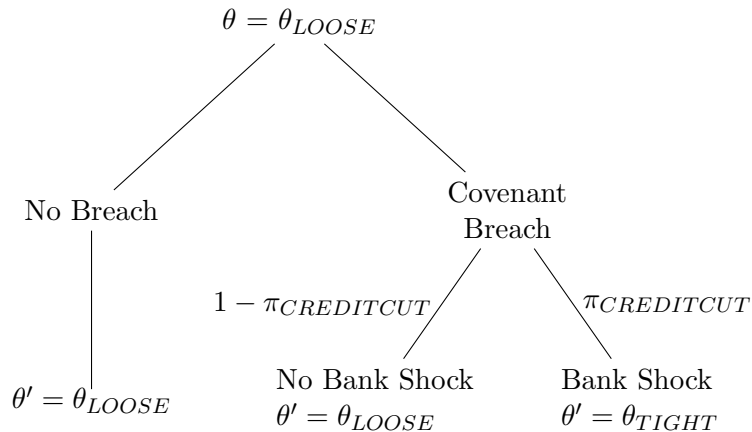 θ = θ_LOOSE
No Breach
Covenant
Breach
1 − π_CREDITCUT
π_CREDITCUT
θ′ = θ_LOOSE
No Bank Shock
θ′ = θ_LOOSE
Bank Shock
θ′ = θ_TIGHT